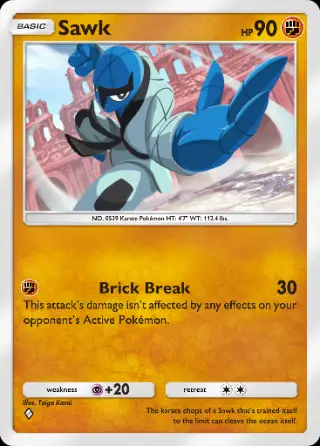 BASIC
Sawk
HP 90
NO. 0539 Karate Pokémon HT: 4'7" WT: 112.4 lbs.
Brick Break 30
This attack's damage isn't affected by any effects on your
opponent's Active Pokémon.
weakness +20 retreat
Illus. Taiga Kasai
The karate chops of a Sawk that's trained itself
to the limit can cleave the ocean itself.